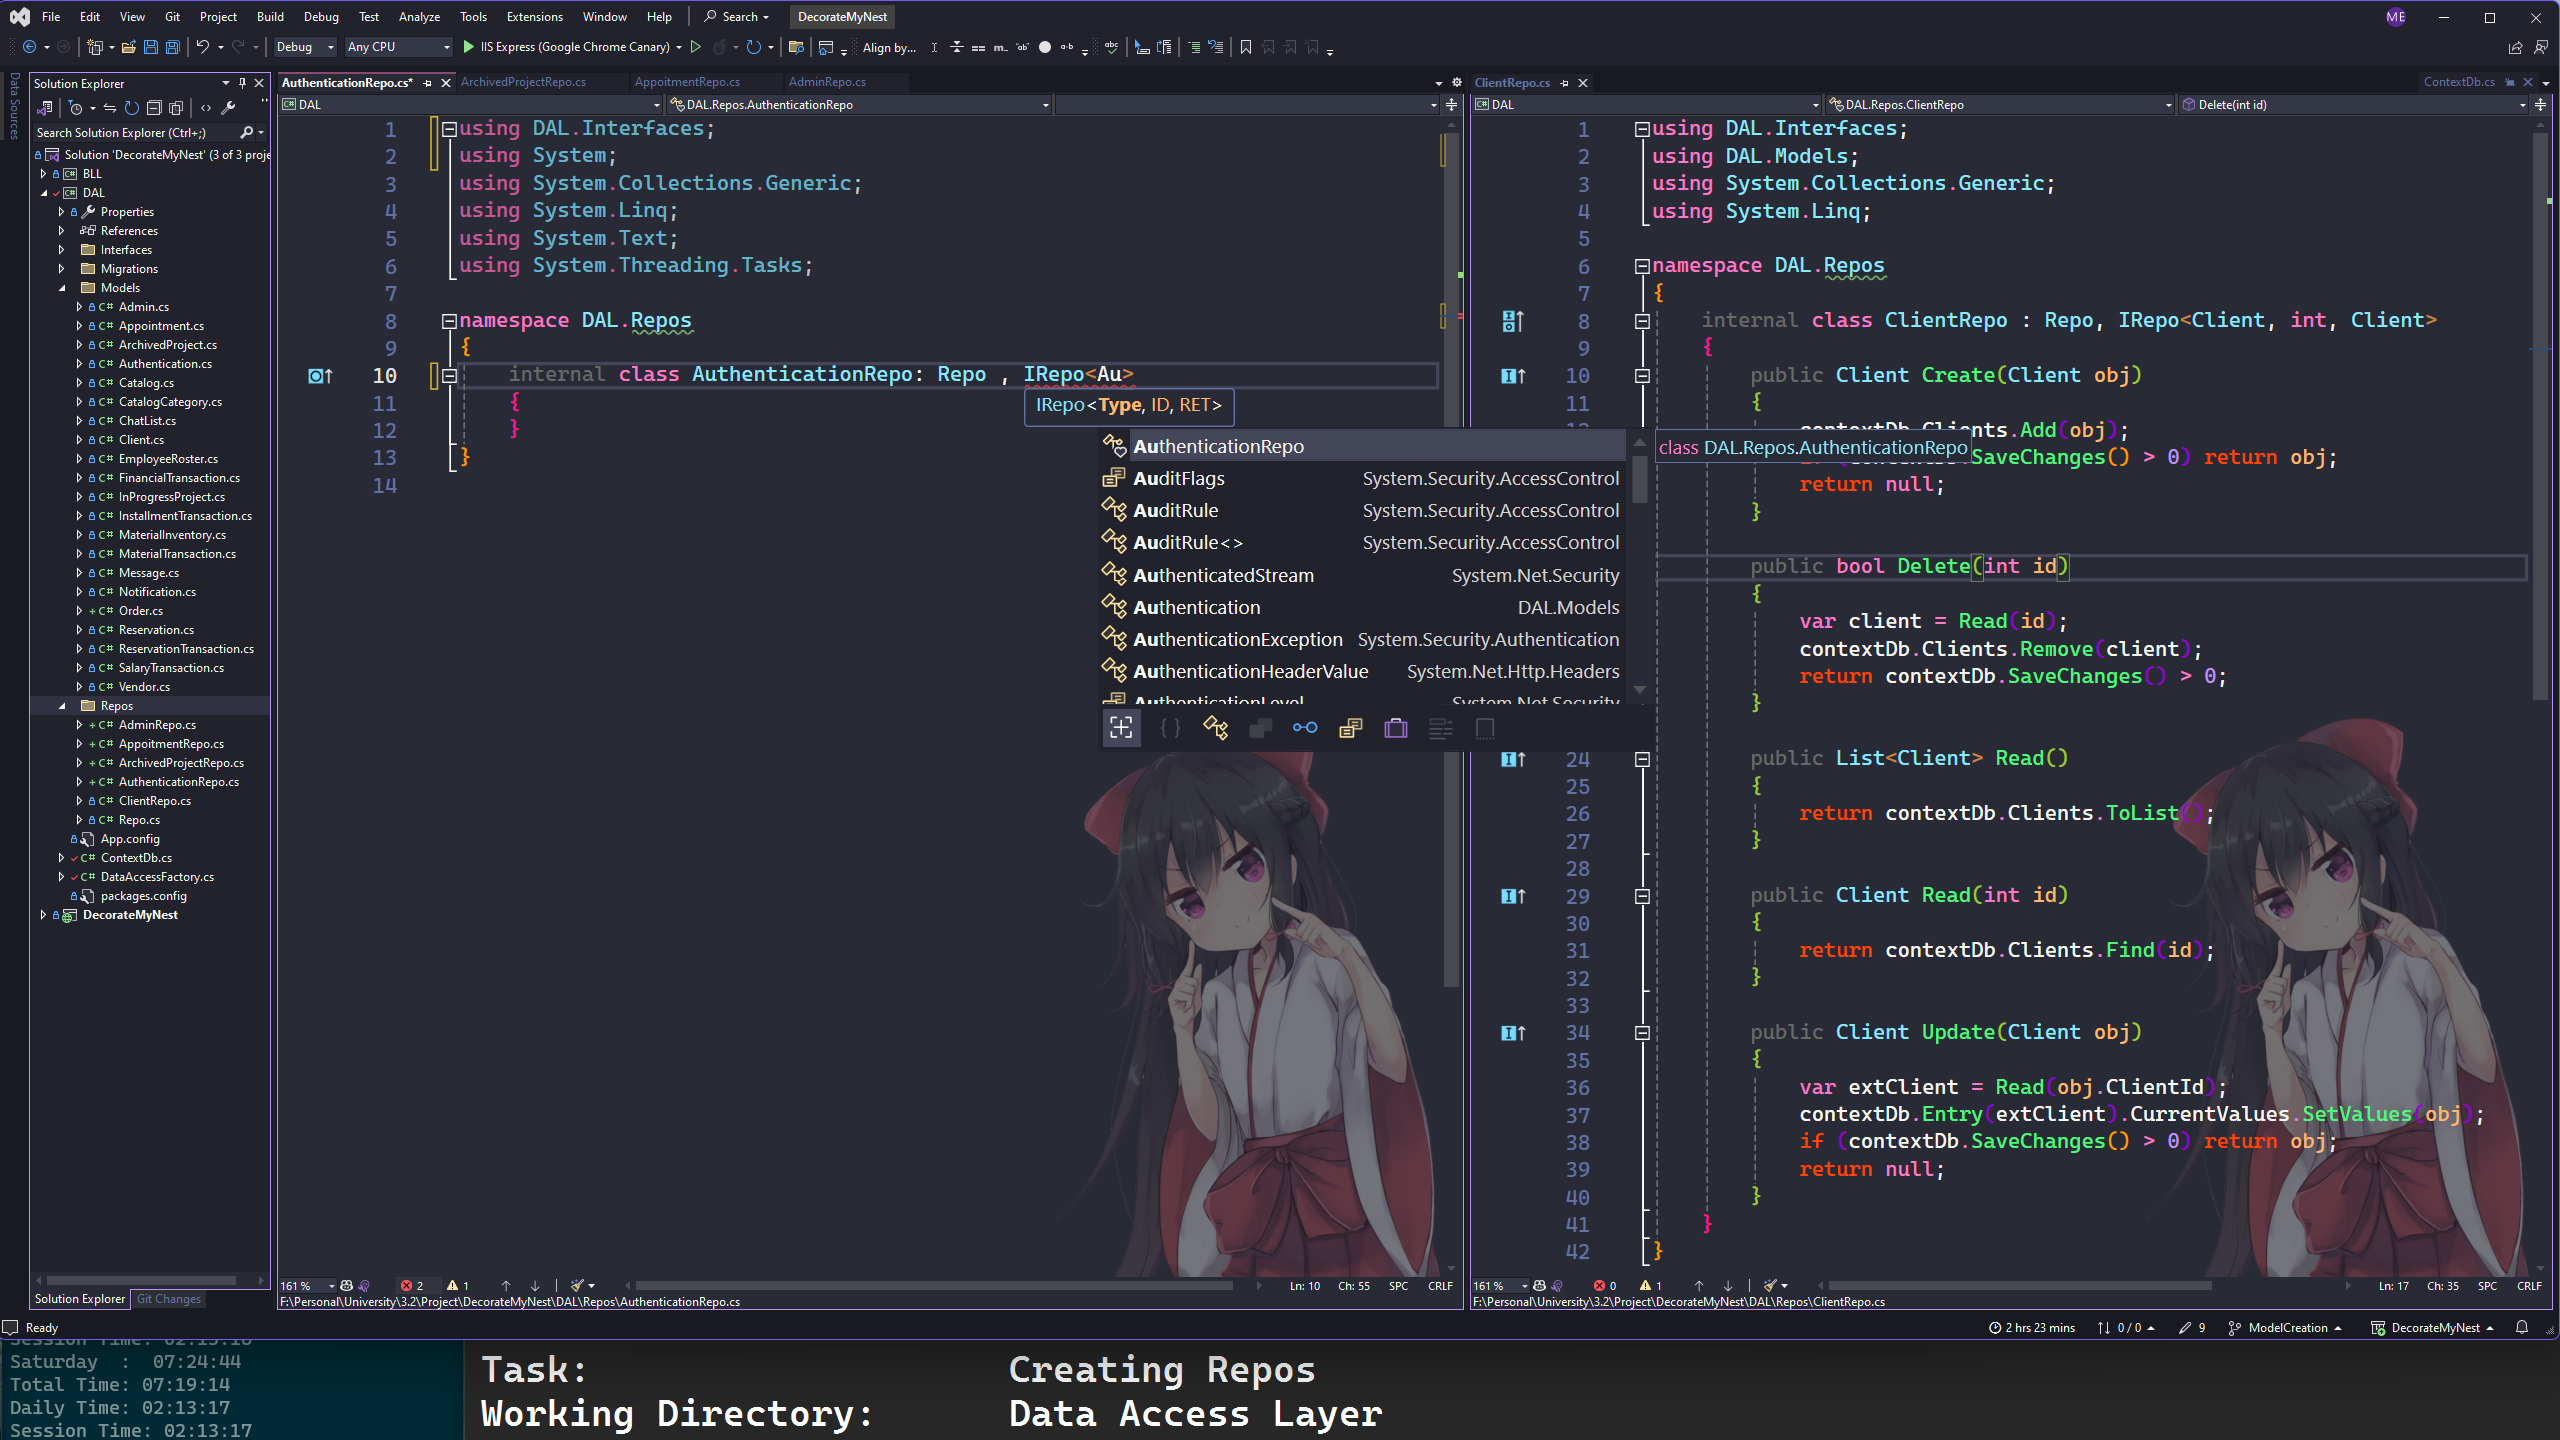 File Edit View Git Project Build Debug Test Analyze Tools Extensions Window Help Search DecorateMyNest ME
Debug Any CPU IIS Express (Google Chrome Canary) Align by...
Data Sources
Solution Explorer
Search Solution Explorer (Ctrl+;)
Solution 'DecorateMyNest' (3 of 3 proje
BLL
DAL
Properties
References
Interfaces
Migrations
Models
C# Admin.cs
C# Appointment.cs
C# ArchivedProject.cs
C# Authentication.cs
C# Catalog.cs
C# CatalogCategory.cs
C# ChatList.cs
C# Client.cs
C# EmployeeRoster.cs
C# FinancialTransaction.cs
C# InProgressProject.cs
C# InstallmentTransaction.cs
C# MaterialInventory.cs
C# MaterialTransaction.cs
C# Message.cs
C# Notification.cs
C# Order.cs
C# Reservation.cs
C# ReservationTransaction.cs
C# SalaryTransaction.cs
C# Vendor.cs
Repos
C# AdminRepo.cs
C# AppoitmentRepo.cs
C# ArchivedProjectRepo.cs
C# AuthenticationRepo.cs
C# ClientRepo.cs
C# Repo.cs
App.config
C# ContextDb.cs
C# DataAccessFactory.cs
packages.config
DecorateMyNest
Solution Explorer Git Changes
AuthenticationRepo.cs* ArchivedProjectRepo.cs AppoitmentRepo.cs AdminRepo.cs
DAL DAL.Repos.AuthenticationRepo
1 using DAL.Interfaces;
2 using System;
3 using System.Collections.Generic;
4 using System.Linq;
5 using System.Text;
6 using System.Threading.Tasks;
7
8 namespace DAL.Repos
9 {
10 internal class AuthenticationRepo: Repo , IRepo<Au>
11 {
12 }
13 }
14
IRepo<Type, ID, RET>
AuthenticationRepo
AuditFlags System.Security.AccessControl
AuditRule System.Security.AccessControl
AuditRule<> System.Security.AccessControl
AuthenticatedStream System.Net.Security
Authentication DAL.Models
AuthenticationException System.Security.Authentication
AuthenticationHeaderValue System.Net.Http.Headers
AuthenticationLevel System.Net.Security
class DAL.Repos.AuthenticationRepo
161 % 2 1 Ln: 10 Ch: 55 SPC CRLF
F:\Personal\University\3.2\Project\DecorateMyNest\DAL\Repos\AuthenticationRepo.cs
ClientRepo.cs ContextDb.cs
DAL DAL.Repos.ClientRepo Delete(int id)
1 using DAL.Interfaces;
2 using DAL.Models;
3 using System.Collections.Generic;
4 using System.Linq;
5
6 namespace DAL.Repos
7 {
8 internal class ClientRepo : Repo, IRepo<Client, int, Client>
9 {
10 public Client Create(Client obj)
11 {
contextDb.Clients.Add(obj);
SaveChanges() > 0) return obj;
return null;
}
public bool Delete(int id)
{
var client = Read(id);
contextDb.Clients.Remove(client);
return contextDb.SaveChanges() > 0;
}
24 public List<Client> Read()
25 {
26 return contextDb.Clients.ToList();
27 }
28
29 public Client Read(int id)
30 {
31 return contextDb.Clients.Find(id);
32 }
33
34 public Client Update(Client obj)
35 {
36 var extClient = Read(obj.ClientId);
37 contextDb.Entry(extClient).CurrentValues.SetValues(obj);
38 if (contextDb.SaveChanges() > 0) return obj;
39 return null;
40 }
41 }
42 }
161 % 0 1 Ln: 17 Ch: 35 SPC CRLF
F:\Personal\University\3.2\Project\DecorateMyNest\DAL\Repos\ClientRepo.cs
Ready 2 hrs 23 mins 0 / 0 9 ModelCreation DecorateMyNest
Saturday : 07:24:44
Total Time: 07:19:14
Daily Time: 02:13:17
Session Time: 02:13:17
Task: Creating Repos
Working Directory: Data Access Layer